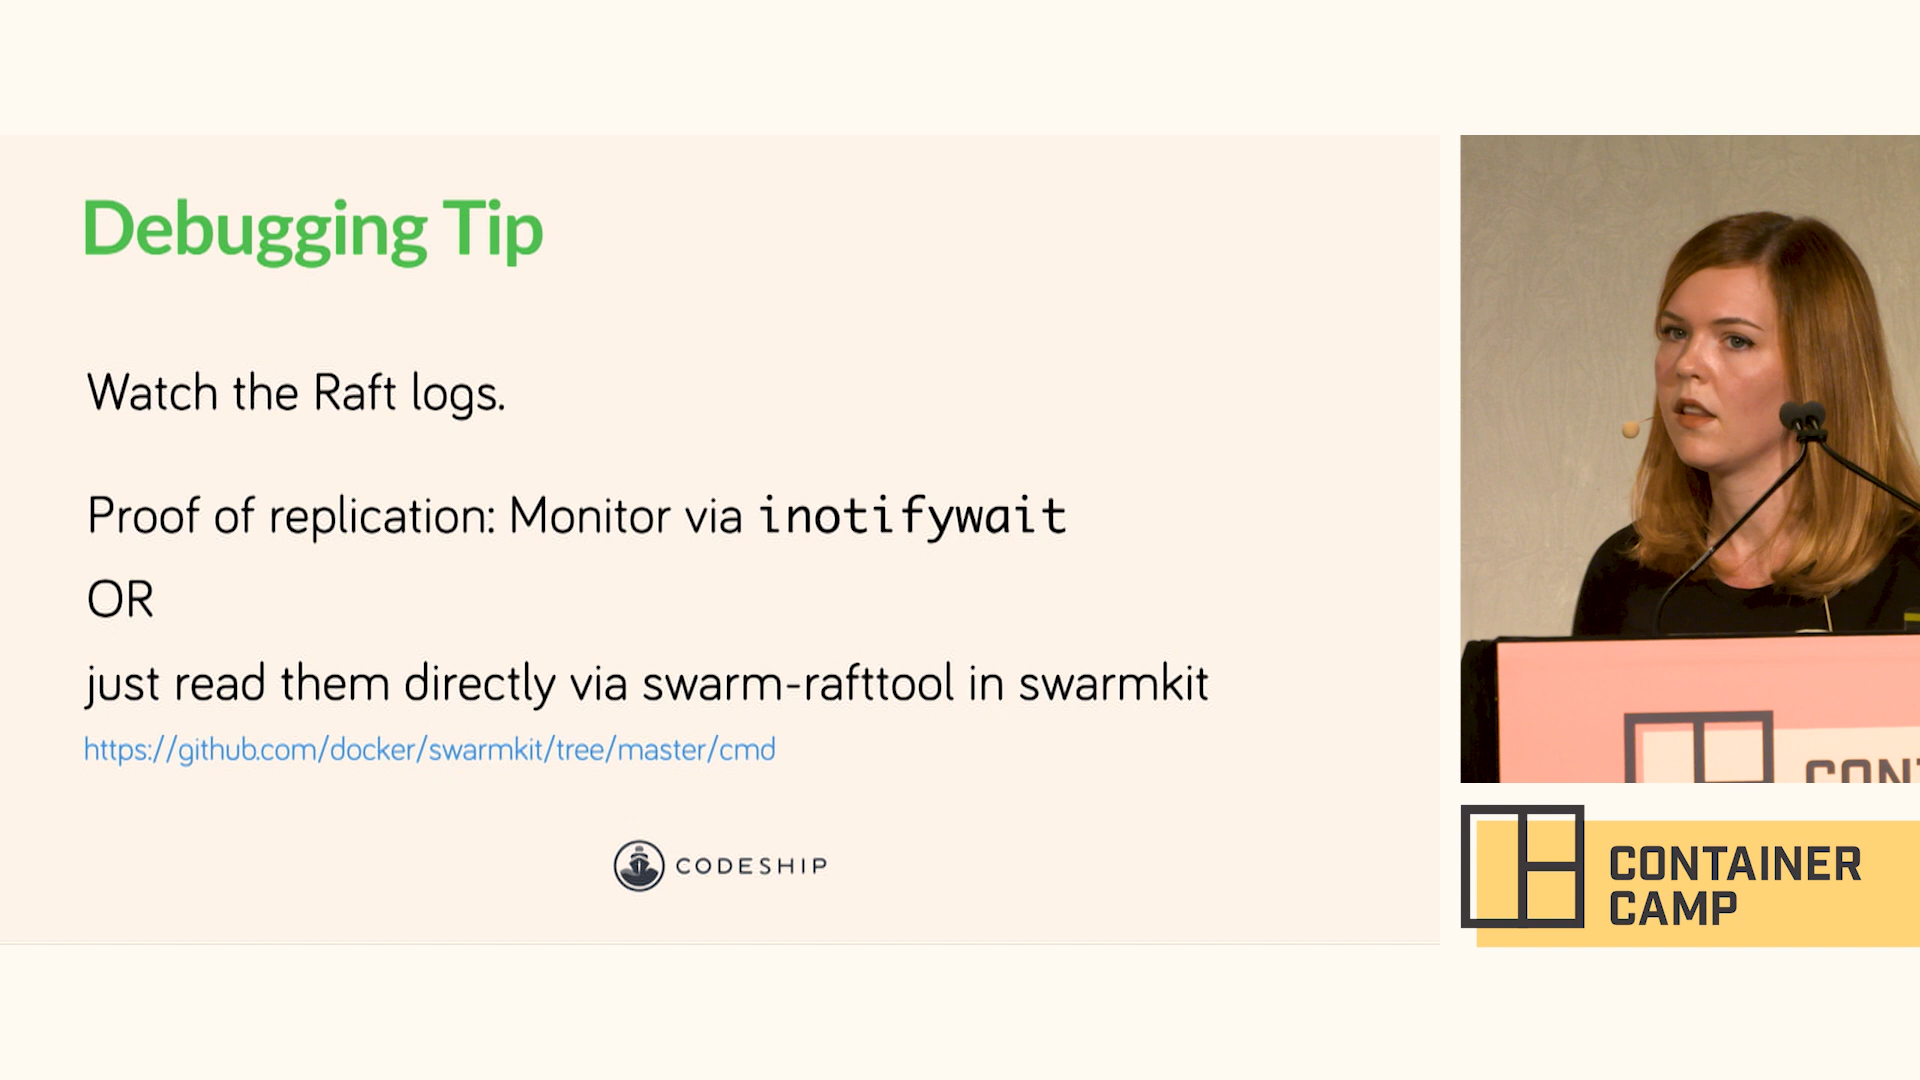 Debugging Tip
Watch the Raft logs.
Proof of replication: Monitor via inotifywait
OR
just read them directly via swarm-rafttool in swarmkit
https://github.com/docker/swarmkit/tree/master/cmd
CODESHIP
CONT
CONTAINER
CAMP